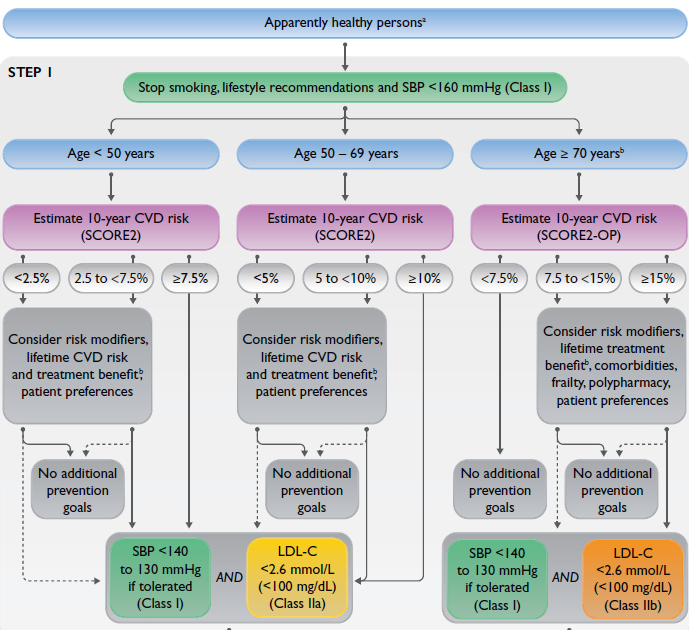 Apparently healthy personsᵃ
STEP 1
Stop smoking, lifestyle recommendations and SBP <160 mmHg (Class I)
Age < 50 years
Age 50 – 69 years
Age ≥ 70 yearsᵇ
Estimate 10-year CVD risk
(SCORE2)
Estimate 10-year CVD risk
(SCORE2)
Estimate 10-year CVD risk
(SCORE2-OP)
<2.5%
2.5 to <7.5%
≥7.5%
<5%
5 to <10%
≥10%
<7.5%
7.5 to <15%
≥15%
Consider risk modifiers,
lifetime CVD risk
and treatment benefitᵇ,
patient preferences
Consider risk modifiers,
lifetime CVD risk
and treatment benefitᵇ,
patient preferences
Consider risk modifiers,
lifetime treatment
benefitᵇ, comorbidities,
frailty, polypharmacy,
patient preferences
No additional
prevention
goals
No additional
prevention
goals
No additional
prevention
goals
No additional
prevention
goals
SBP <140
to 130 mmHg
if tolerated
(Class I)
AND
LDL-C
<2.6 mmol/L
(<100 mg/dL)
(Class IIa)
SBP <140
to 130 mmHg
if tolerated
(Class I)
AND
LDL-C
<2.6 mmol/L
(<100 mg/dL)
(Class IIb)